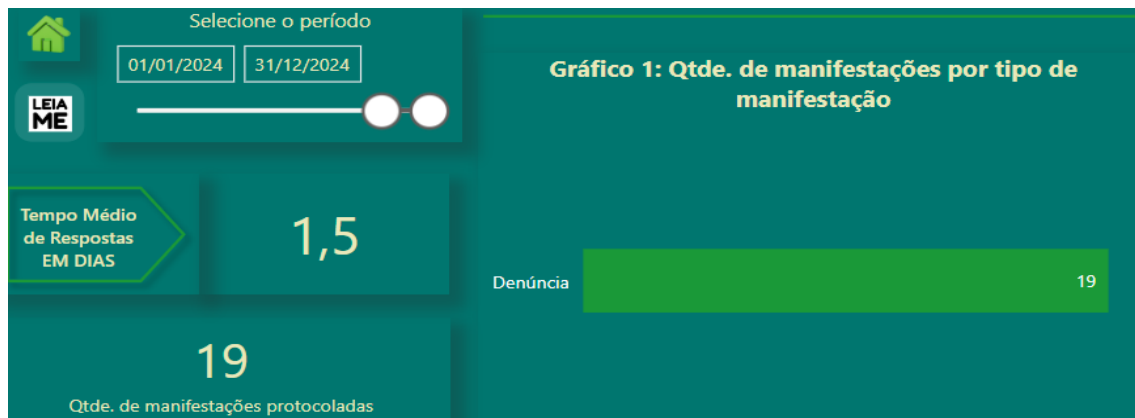 Selecione o período
01/01/2024
31/12/2024
LEIA
ME
Tempo Médio
de Respostas
EM DIAS
1,5
19
Qtde. de manifestações protocoladas
Gráfico 1: Qtde. de manifestações por tipo de
manifestação
Denúncia
19